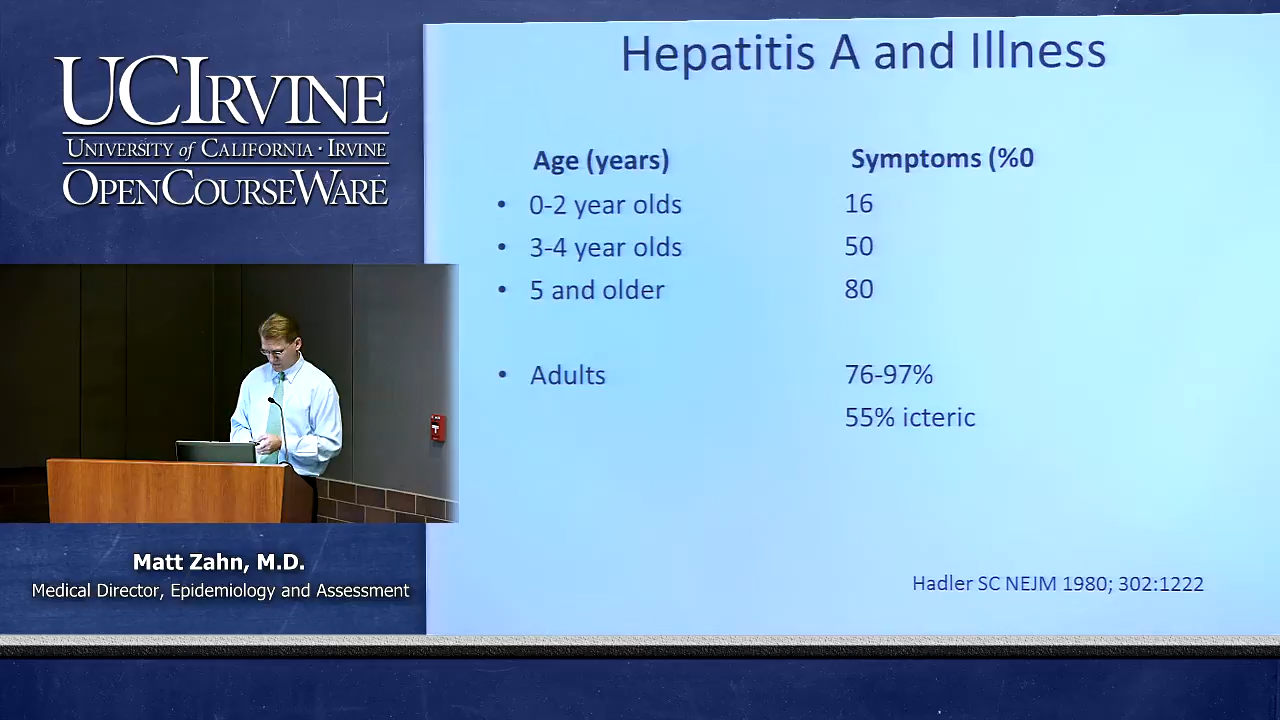 UCIRVINE
UNIVERSITY of CALIFORNIA · IRVINE
OPENCOURSEWARE
Hepatitis A and Illness
Age (years) Symptoms (%0
• 0-2 year olds 16
• 3-4 year olds 50
• 5 and older 80
• Adults 76-97%
55% icteric
Hadler SC NEJM 1980; 302:1222
Matt Zahn, M.D.
Medical Director, Epidemiology and Assessment